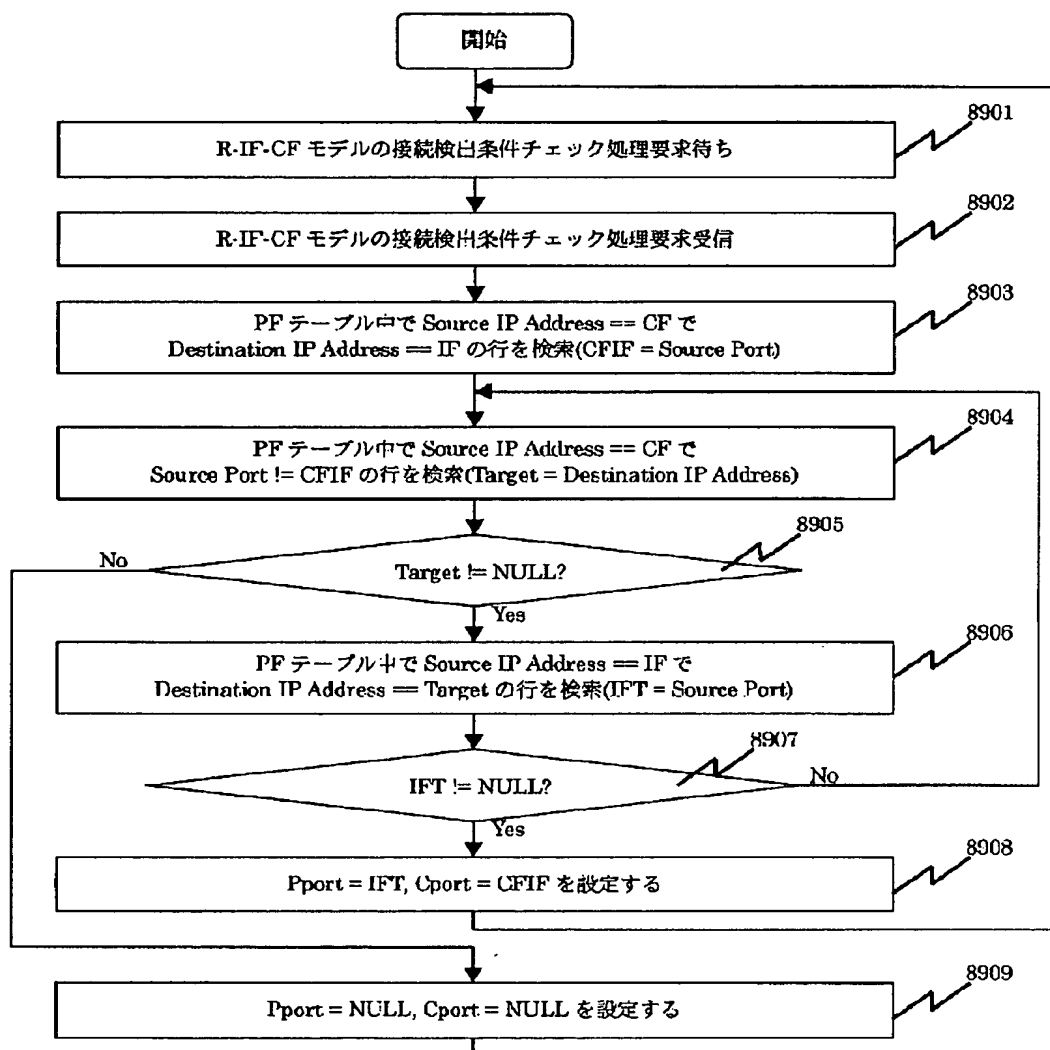 開始
8901
R-IF-CF モデルの接続検出条件チェック処理要求待ち
8902
R-IF-CF モデルの接続検出条件チェック処理要求受信
8903
PF テーブル中で Source IP Address == CF で
Destination IP Address == IF の行を検索(CFIF = Source Port)
8904
PF テーブル中で Source IP Address == CF で
Source Port != CFIF の行を検索(Target = Destination IP Address)
8905
No
Target != NULL?
Yes
8906
PF テーブル中で Source IP Address == IF で
Destination IP Address == Target の行を検索(IFT = Source Port)
8907
IFT != NULL?
No
Yes
8908
Pport = IFT, Cport = CFIF を設定する
8909
Pport = NULL, Cport = NULL を設定する